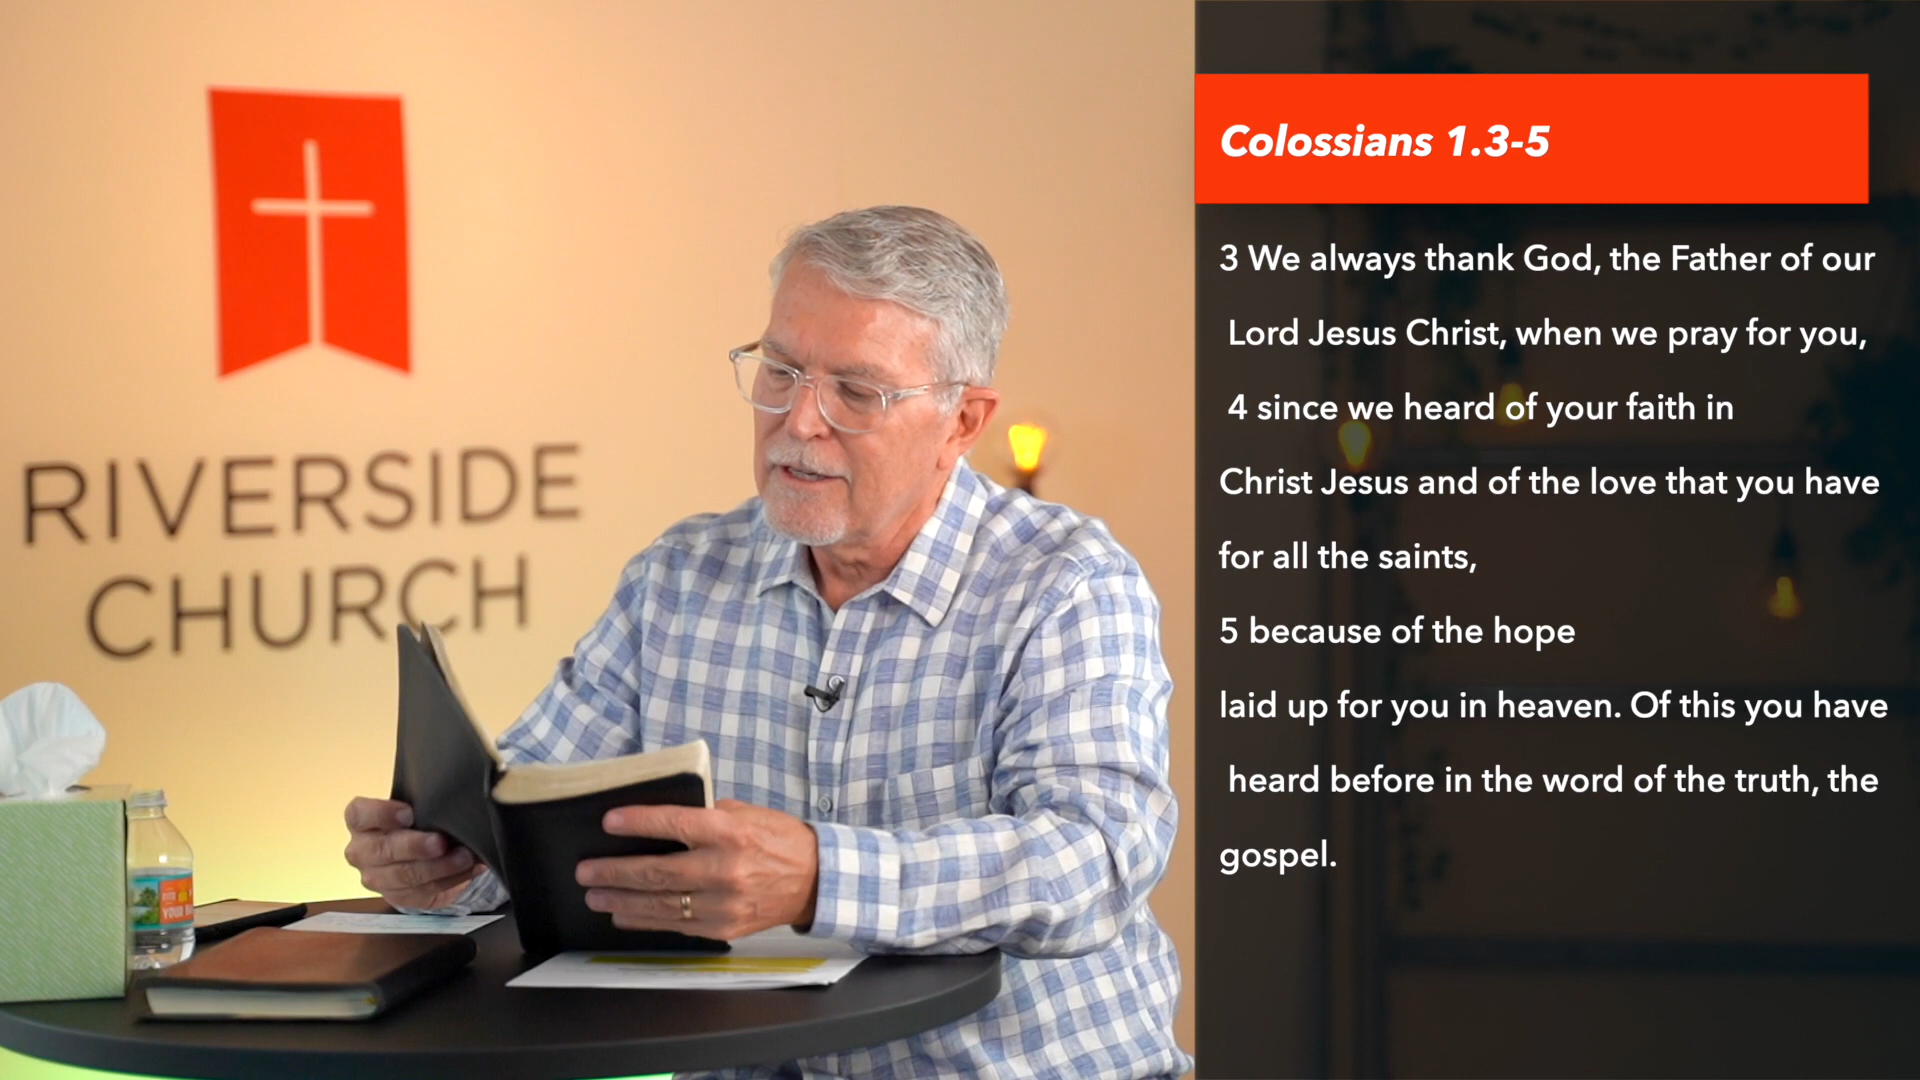 RIVERSIDE
CHURCH
Colossians 1.3-5
3 We always thank God, the Father of our
Lord Jesus Christ, when we pray for you,
4 since we heard of your faith in
Christ Jesus and of the love that you have
for all the saints,
5 because of the hope
laid up for you in heaven. Of this you have
heard before in the word of the truth, the
gospel.
YOUR